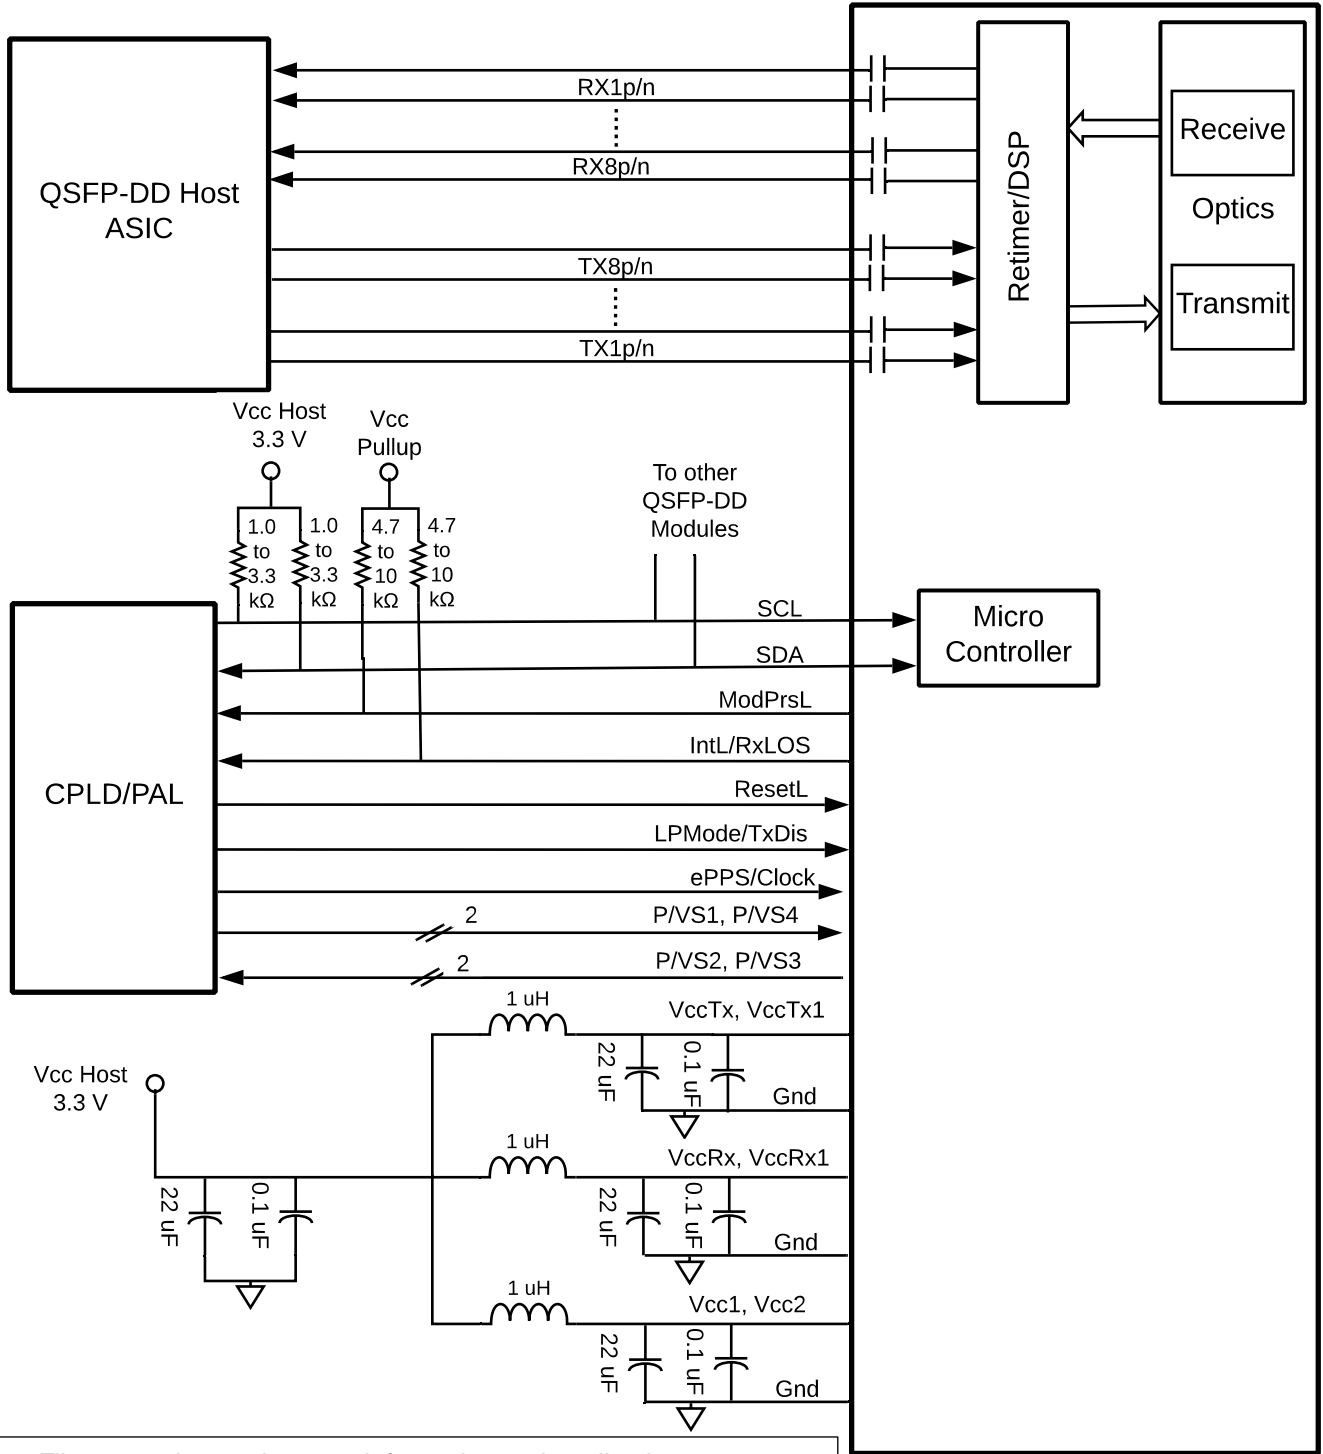 RX1p/n
RX8p/n
QSFP-DD Host
ASIC
TX8p/n
TX1p/n
Retimer/DSP
Receive
Optics
Transmit
Vcc Host
3.3 V
Vcc
Pullup
To other
QSFP-DD
Modules
1.0
to
3.3
kΩ
1.0
to
3.3
kΩ
4.7
to
10
kΩ
4.7
to
10
kΩ
SCL
SDA
Micro
Controller
ModPrsL
IntL/RxLOS
CPLD/PAL
ResetL
LPMode/TxDis
ePPS/Clock
2
P/VS1, P/VS4
2
P/VS2, P/VS3
1 uH
VccTx, VccTx1
22 uF
0.1 uF
Gnd
Vcc Host
3.3 V
1 uH
VccRx, VccRx1
22 uF
0.1 uF
22 uF
0.1 uF
Gnd
1 uH
Vcc1, Vcc2
22 uF
0.1 uF
Gnd